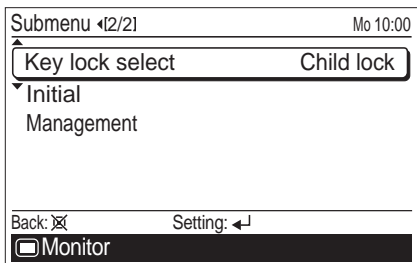 Submenu ◂[2/2] Mo 10:00
Key lock select Child lock
Initial
Management
Back: Setting: ↵
Monitor